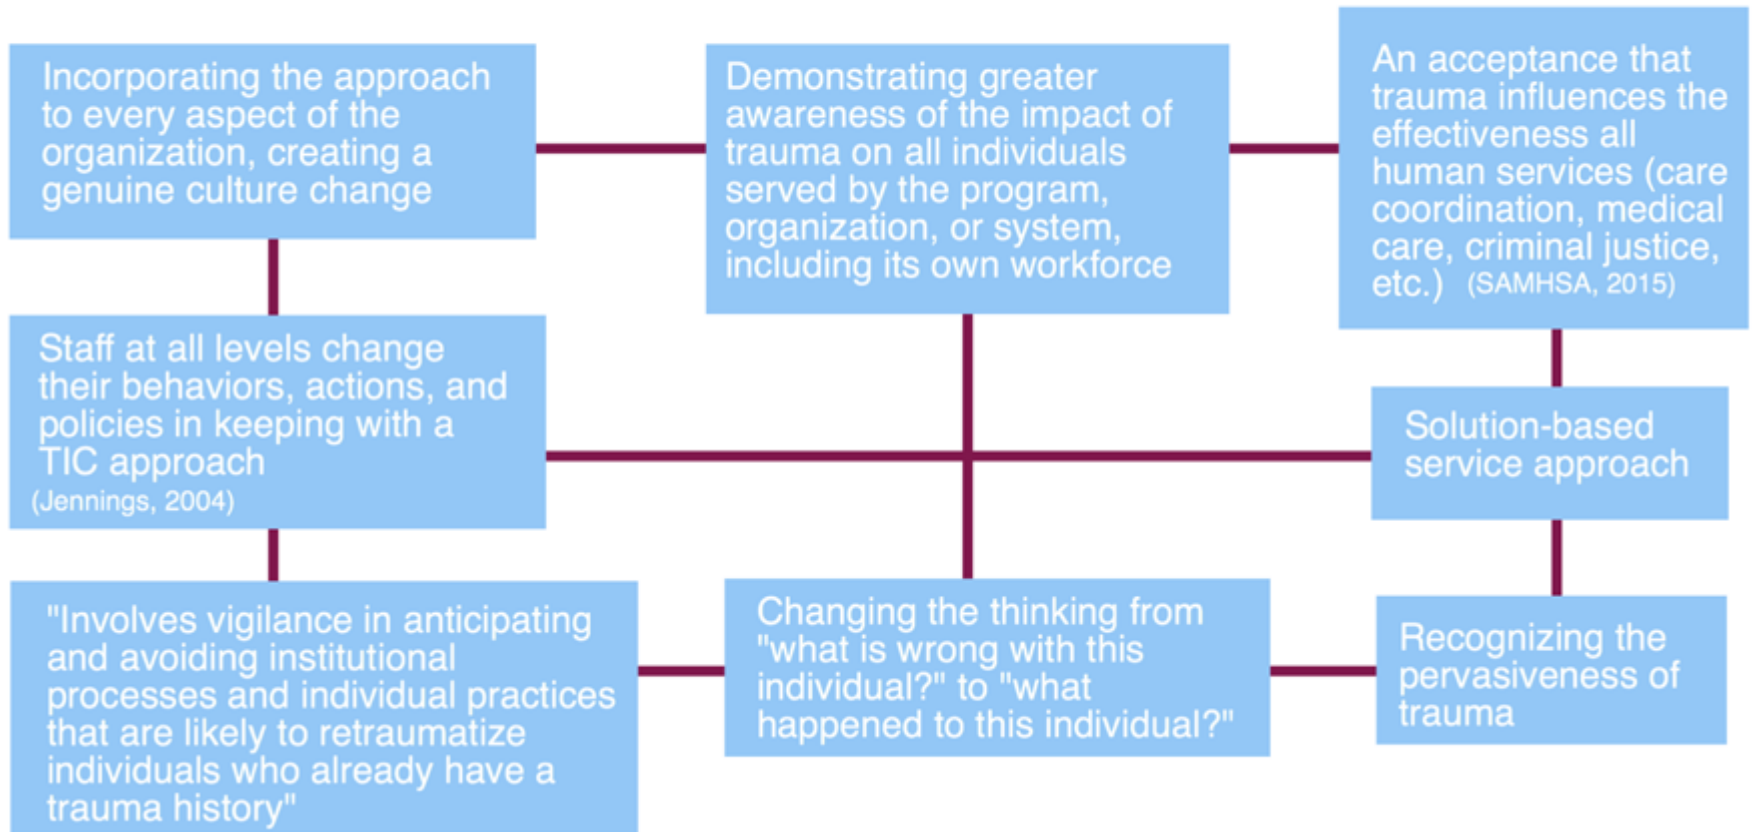 Incorporating the approach
to every aspect of the
organization, creating a
genuine culture change
Demonstrating greater
awareness of the impact of
trauma on all individuals
served by the program,
organization, or system,
including its own workforce
An acceptance that
trauma influences the
effectiveness all
human services (care
coordination, medical
care, criminal justice,
etc.) (SAMHSA, 2015)
Staff at all levels change
their behaviors, actions, and
policies in keeping with a
TIC approach
(Jennings, 2004)
Solution-based
service approach
"Involves vigilance in anticipating
and avoiding institutional
processes and individual practices
that are likely to retraumatize
individuals who already have a
trauma history"
Changing the thinking from
"what is wrong with this
individual?" to "what
happened to this individual?"
Recognizing the
pervasiveness of
trauma